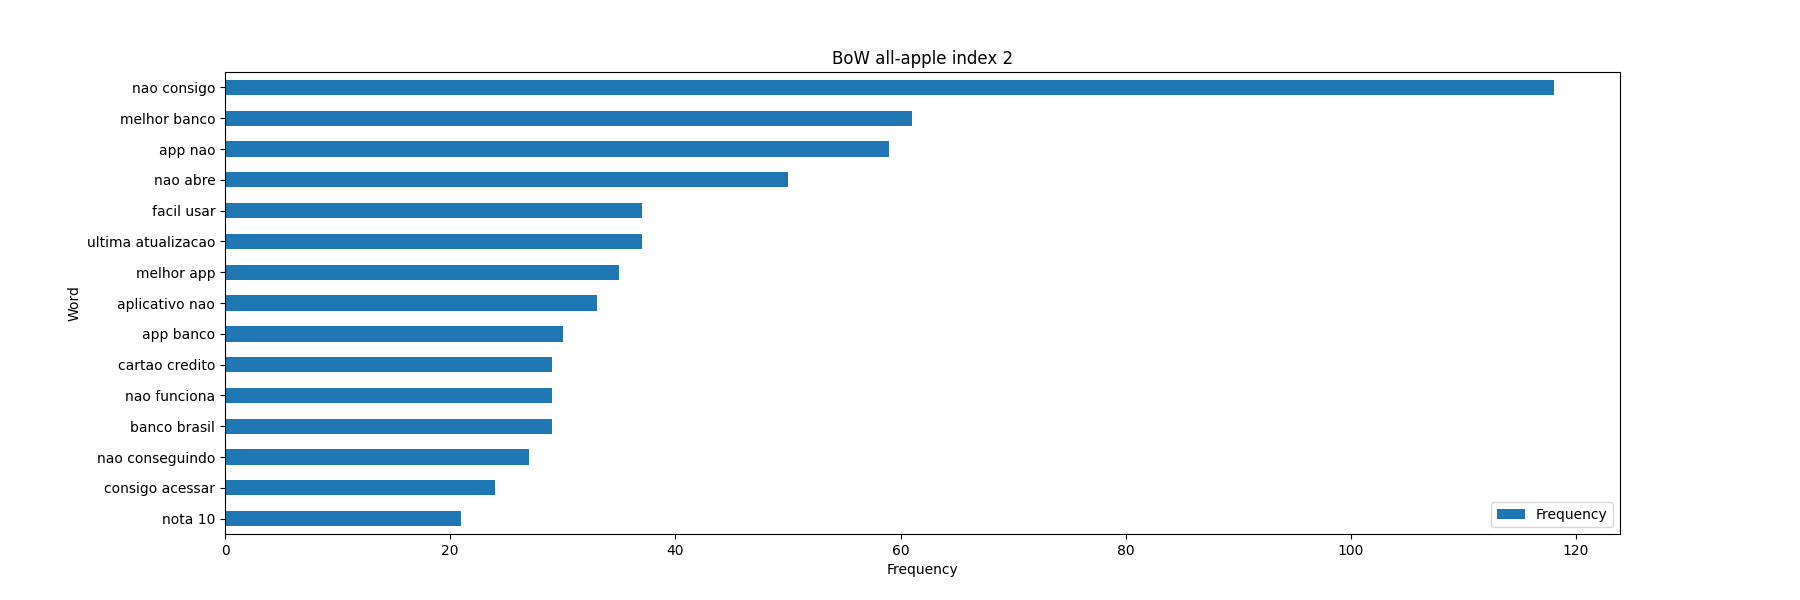 BoW all-apple index 2
nao consigo
melhor banco
app nao
nao abre
facil usar
ultima atualizacao
melhor app
aplicativo nao
app banco
cartao credito
nao funciona
banco brasil
nao conseguindo
consigo acessar
nota 10
Word
0 20 40 60 80 100 120
Frequency
Frequency